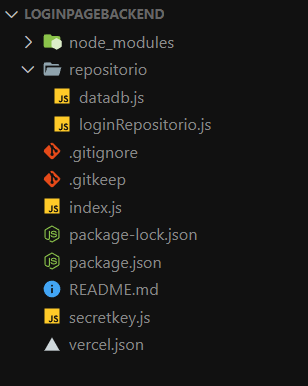 LOGINPAGEBACKEND
node_modules
repositorio
JS datadb.js
JS loginRepositorio.js
.gitignore
.gitkeep
JS index.js
package-lock.json
package.json
README.md
JS secretkey.js
vercel.json